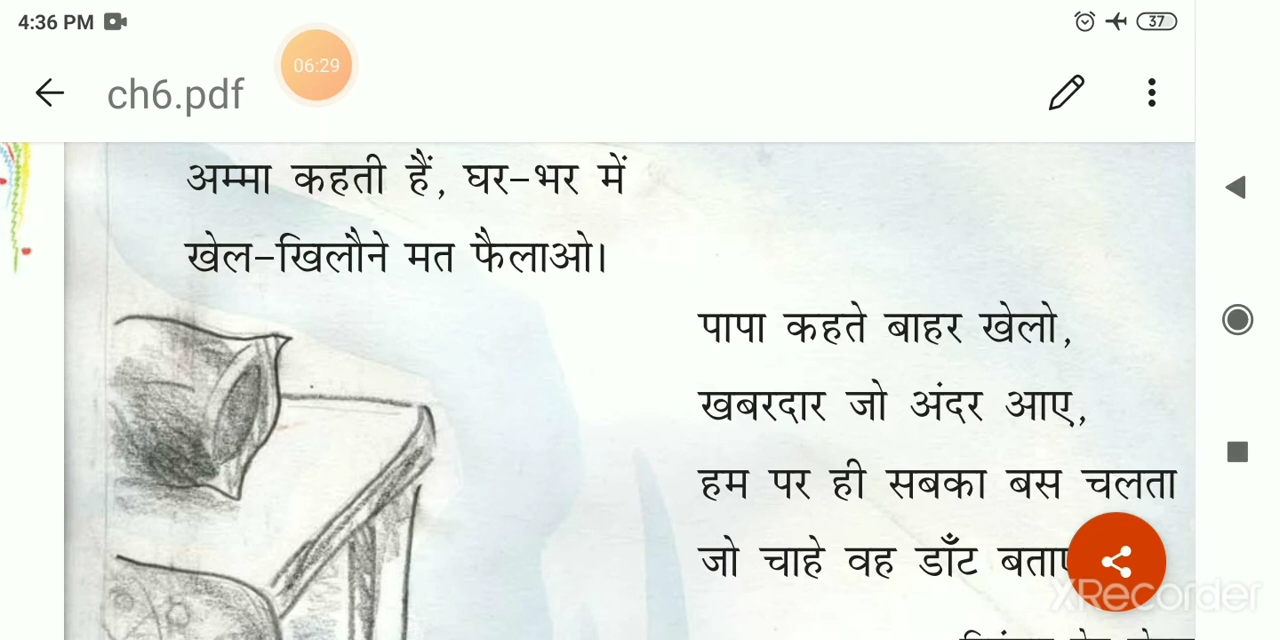 4:36 PM
37
06:29
ch6.pdf
अम्मा कहती हैं, घर-भर में
खेल-खिलौने मत फैलाओ।
पापा कहते बाहर खेलो,
खबरदार जो अंदर आए,
हम पर ही सबका बस चलता
जो चाहे वह डाँट
XRecorder